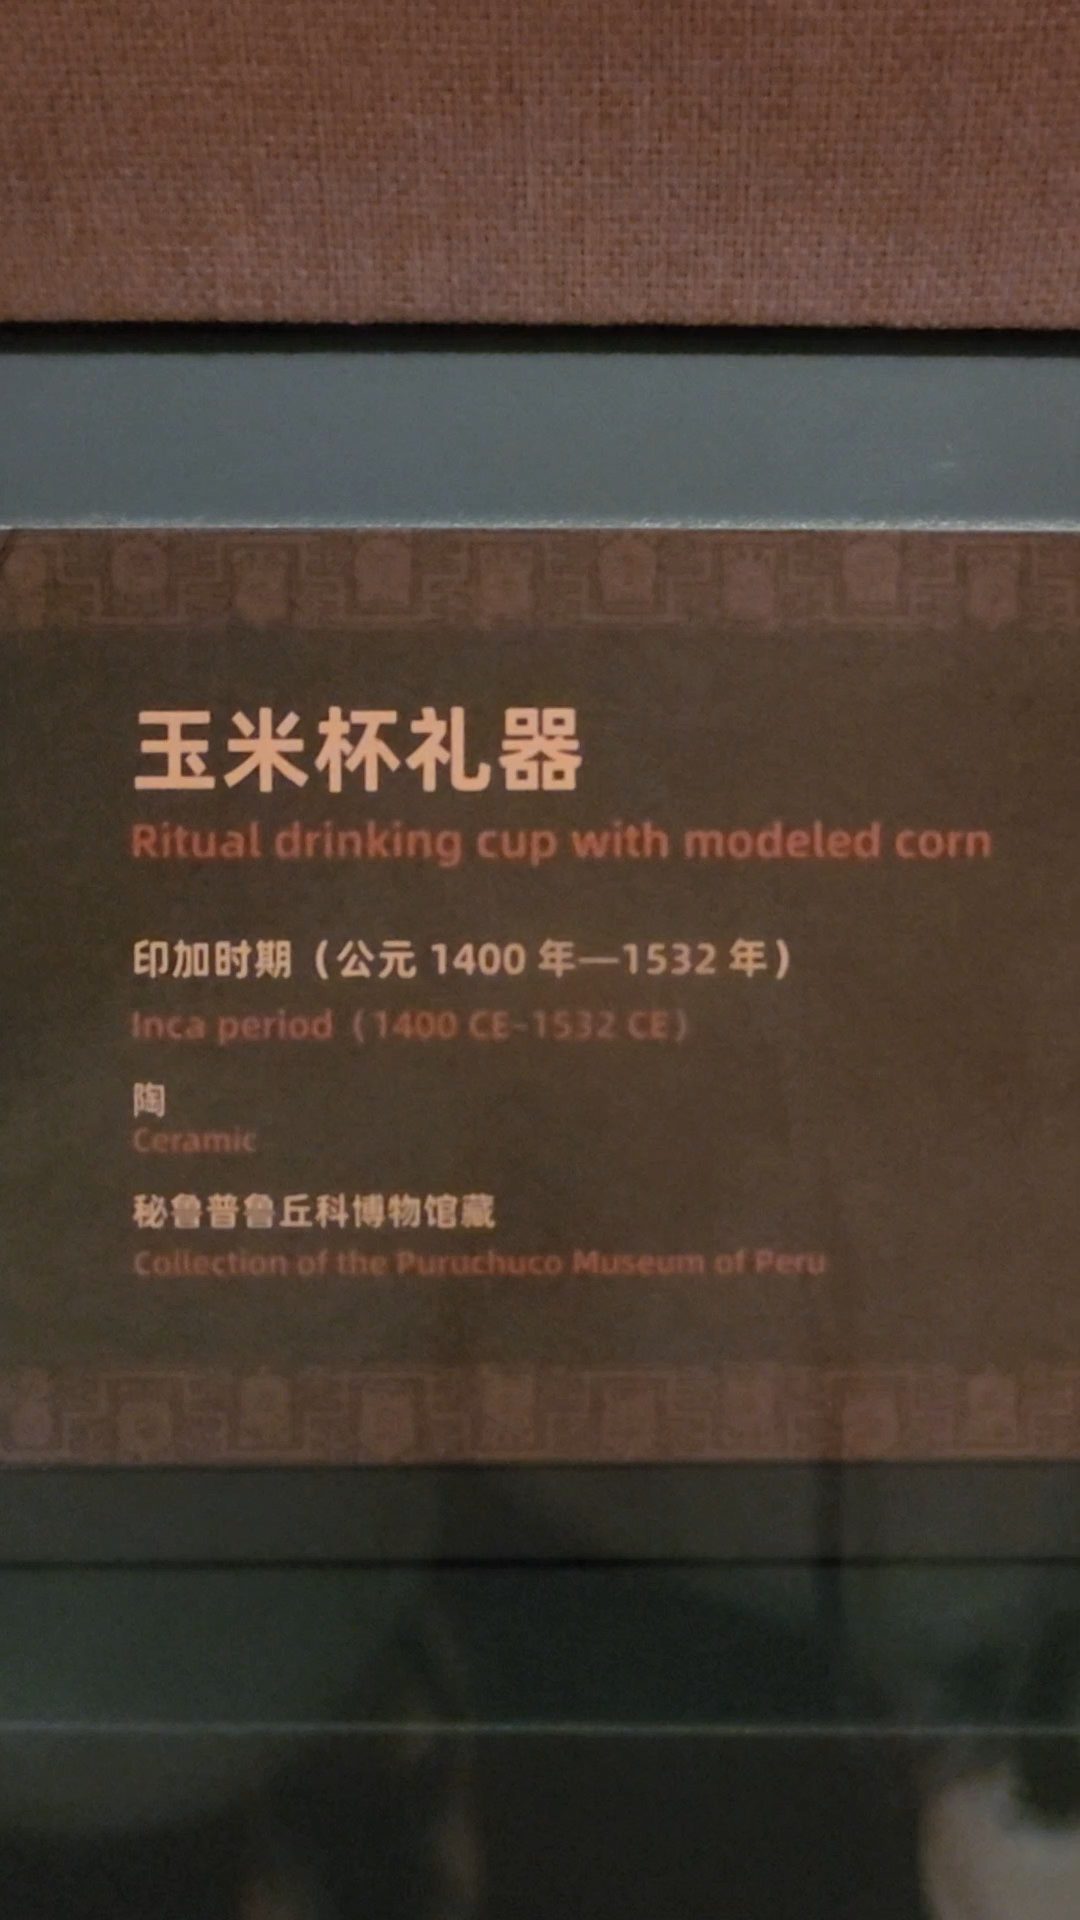 玉米杯礼器
Ritual drinking cup with modeled corn
印加时期（公元 1400 年—1532 年）
Inca period（1400 CE-1532 CE）
陶
Ceramic
秘鲁普鲁丘科博物馆藏
Collection of the Puruchuco Museum of Peru